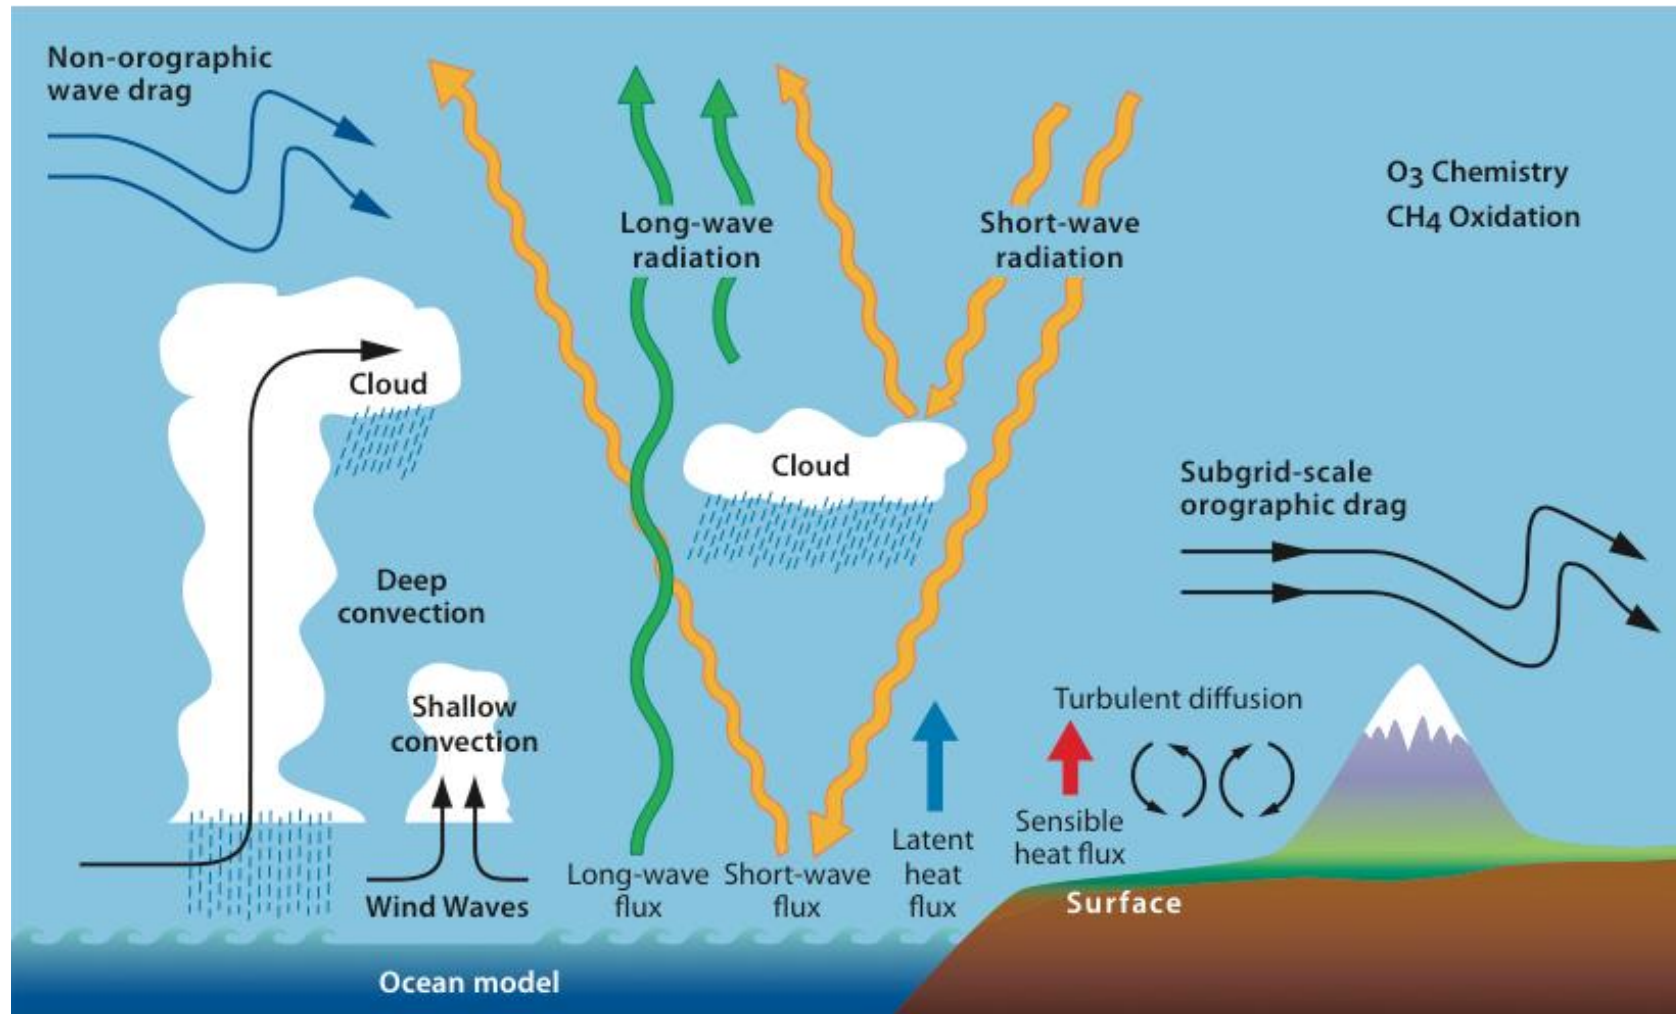 Non-orographic
wave drag
Long-wave
radiation
Short-wave
radiation
O3 Chemistry
CH4 Oxidation
Cloud
Cloud
Subgrid-scale
orographic drag
Deep
convection
Shallow
convection
Turbulent diffusion
Sensible
heat flux
Latent
heat
flux
Long-wave
flux
Short-wave
flux
Wind Waves
Surface
Ocean model